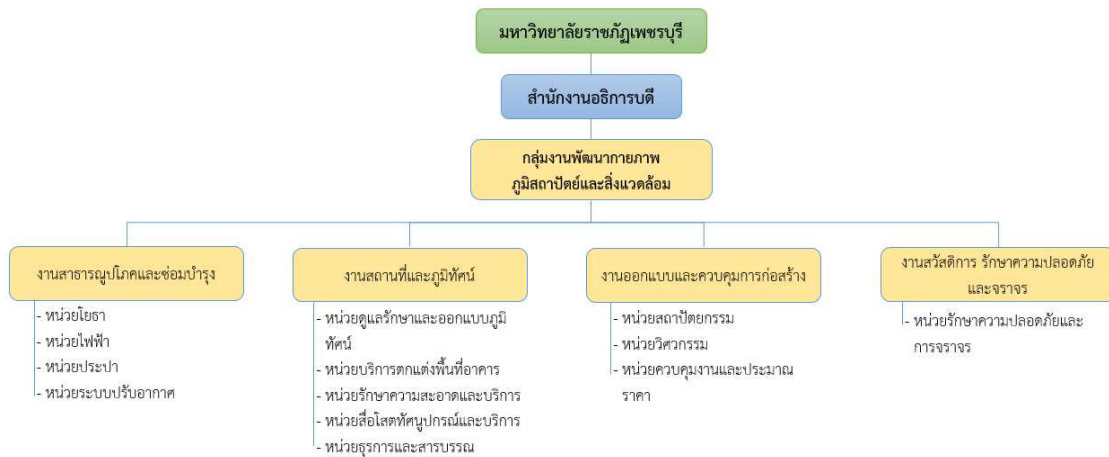 มหาวิทยาลัยราชภัฏเพชรบุรี
สำนักงานอธิการบดี
กลุ่มงานพัฒนากายภาพ
ภูมิสถาปัตย์และสิ่งแวดล้อม
งานสาธารณูปโภคและซ่อมบำรุง
- หน่วยโยธา
- หน่วยไฟฟ้า
- หน่วยประปา
- หน่วยระบบปรับอากาศ
งานสถานที่และภูมิทัศน์
- หน่วยดูแลรักษาและออกแบบภูมิ
ทัศน์
- หน่วยบริการตกแต่งพื้นที่อาคาร
- หน่วยรักษาความสะอาดและบริการ
- หน่วยสื่อโสตทัศนูปกรณ์และบริการ
- หน่วยธุรการและสารบรรณ
งานออกแบบและควบคุมการก่อสร้าง
- หน่วยสถาปัตยกรรม
- หน่วยวิศวกรรม
- หน่วยควบคุมงานและประมาณ
ราคา
งานสวัสดิการ รักษาความปลอดภัย
และจราจร
- หน่วยรักษาความปลอดภัยและ
การจราจร